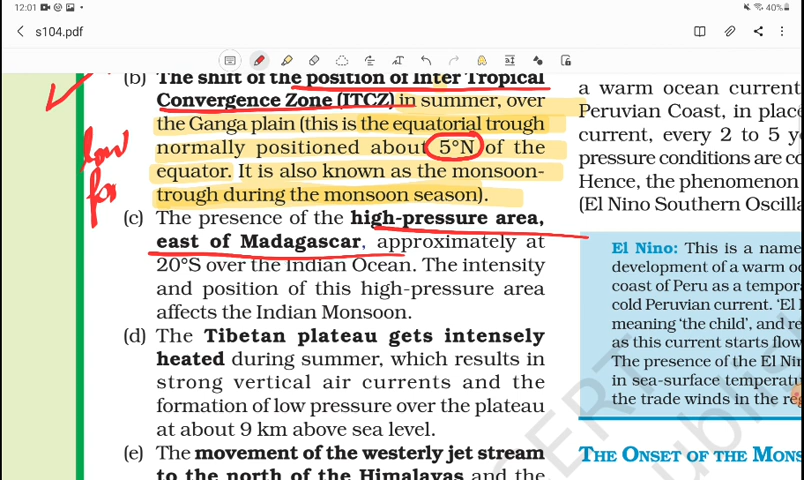 12:01
40%
s104.pdf
(b) The shift of the position of Inter Tropical
Convergence Zone (ITCZ) in summer, over
the Ganga plain (this is the equatorial trough
normally positioned about 5°N of the
equator. It is also known as the monsoon-
trough during the monsoon season).
(c) The presence of the high-pressure area,
east of Madagascar, approximately at
20°S over the Indian Ocean. The intensity
and position of this high-pressure area
affects the Indian Monsoon.
(d) The Tibetan plateau gets intensely
heated during summer, which results in
strong vertical air currents and the
formation of low pressure over the plateau
at about 9 km above sea level.
(e) The movement of the westerly jet stream
to the north of the Himalayas and the
low
for
a warm ocean current
Peruvian Coast, in place
current, every 2 to 5 y
pressure conditions are co
Hence, the phenomenon
(El Nino Southern Oscilla
El Nino: This is a name
development of a warm oc
coast of Peru as a tempor
cold Peruvian current. 'El
meaning 'the child', and re
as this current starts flow
The presence of the El Nin
in sea-surface temperatu
the trade winds in the reg
THE ONSET OF THE MONS